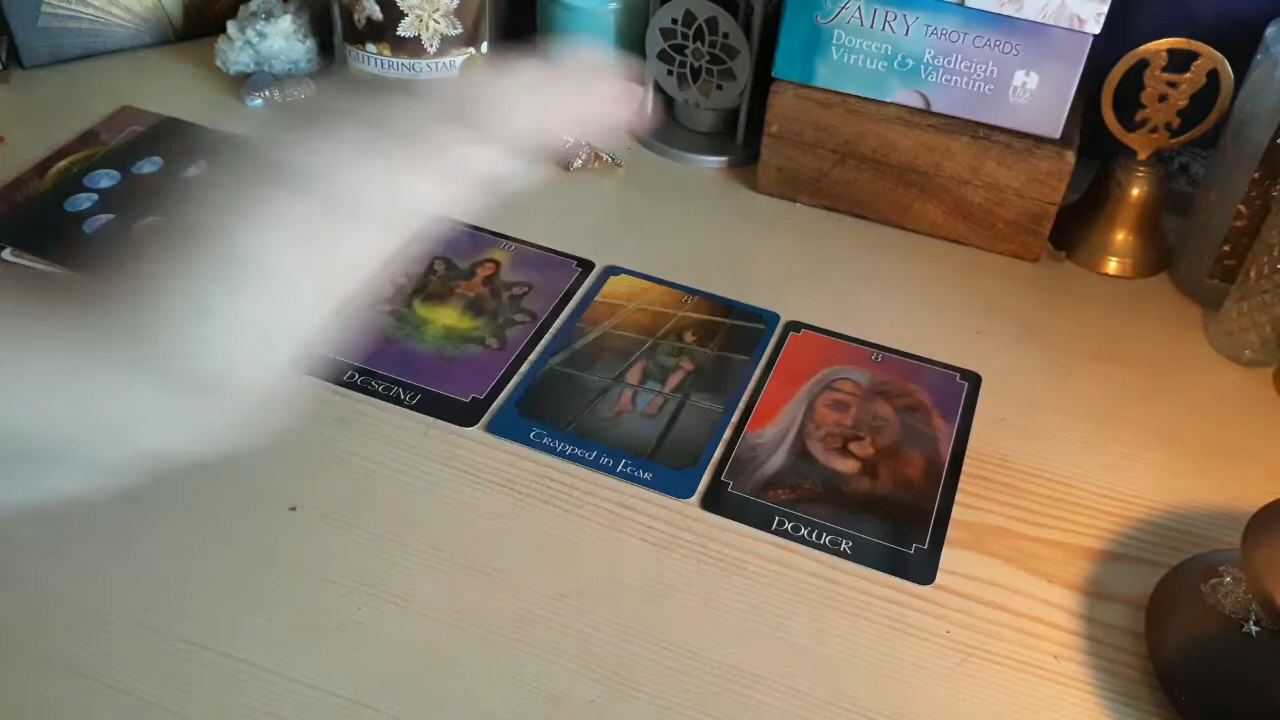 GLITTERING STAR
FAIRY TAROT CARDS
Doreen Virtue & Radleigh Valentine
10
DESTINY
8
Trapped in Fear
8
POWER